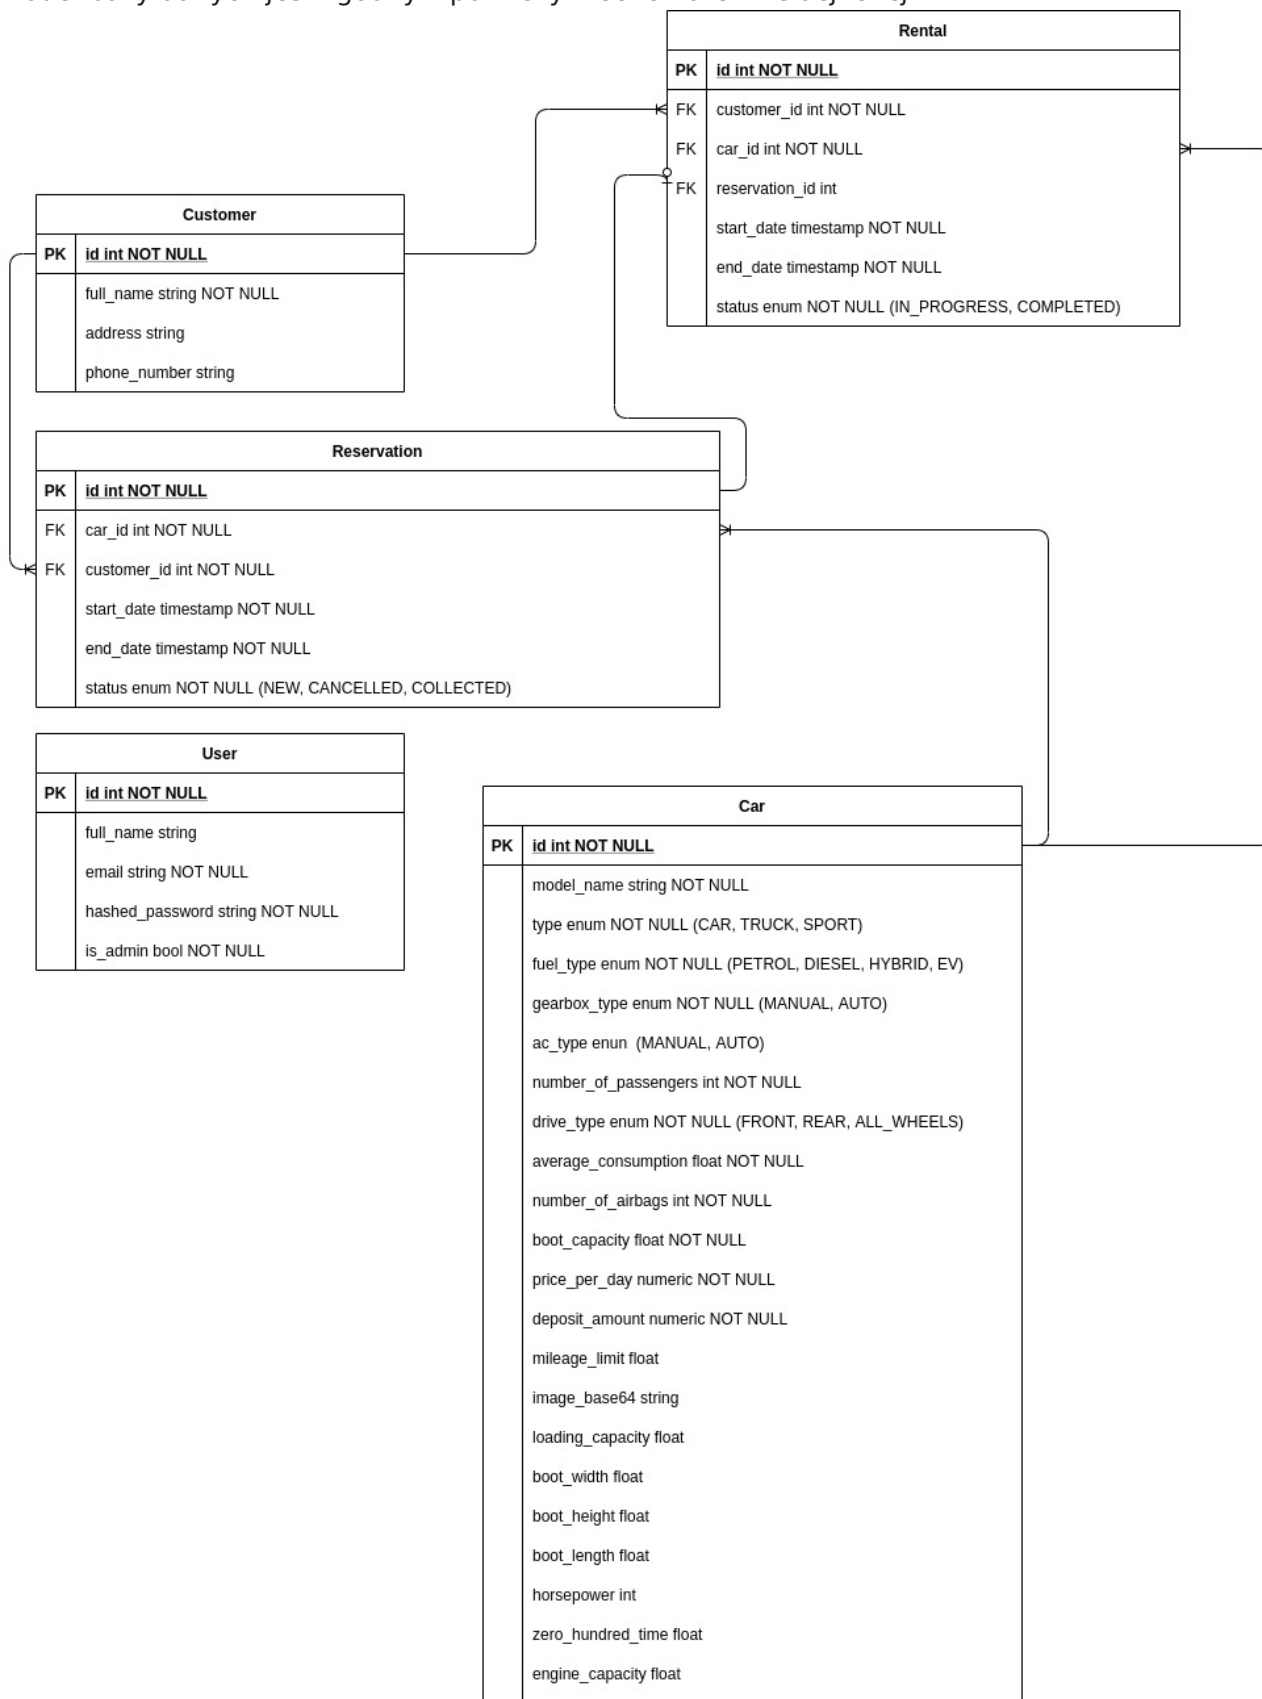 Rental
PK id int NOT NULL
FK customer_id int NOT NULL
FK car_id int NOT NULL
FK reservation_id int
start_date timestamp NOT NULL
end_date timestamp NOT NULL
status enum NOT NULL (IN_PROGRESS, COMPLETED)
Customer
PK id int NOT NULL
full_name string NOT NULL
address string
phone_number string
Reservation
PK id int NOT NULL
FK car_id int NOT NULL
FK customer_id int NOT NULL
start_date timestamp NOT NULL
end_date timestamp NOT NULL
status enum NOT NULL (NEW, CANCELLED, COLLECTED)
User
PK id int NOT NULL
full_name string
email string NOT NULL
hashed_password string NOT NULL
is_admin bool NOT NULL
Car
PK id int NOT NULL
model_name string NOT NULL
type enum NOT NULL (CAR, TRUCK, SPORT)
fuel_type enum NOT NULL (PETROL, DIESEL, HYBRID, EV)
gearbox_type enum NOT NULL (MANUAL, AUTO)
ac_type enun (MANUAL, AUTO)
number_of_passengers int NOT NULL
drive_type enum NOT NULL (FRONT, REAR, ALL_WHEELS)
average_consumption float NOT NULL
number_of_airbags int NOT NULL
boot_capacity float NOT NULL
price_per_day numeric NOT NULL
deposit_amount numeric NOT NULL
mileage_limit float
image_base64 string
loading_capacity float
boot_width float
boot_height float
boot_length float
horsepower int
zero_hundred_time float
engine_capacity float